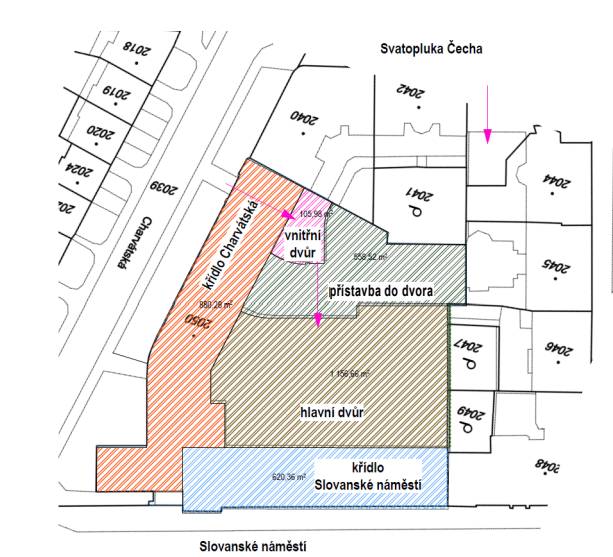 Svatopluka Čecha
2018
2019
2020
2024
2039
2040
2042
2041
2044
2045
2046
2047
2049
2048
Charvátská
křídlo Charvátská
880,28 m²
2050
105,98 m²
vnitřní
dvůr
558,52 m²
přístavba do dvora
1 156,66 m²
hlavní dvůr
620,36 m²
křídlo
Slovanské náměstí
Slovanské náměstí